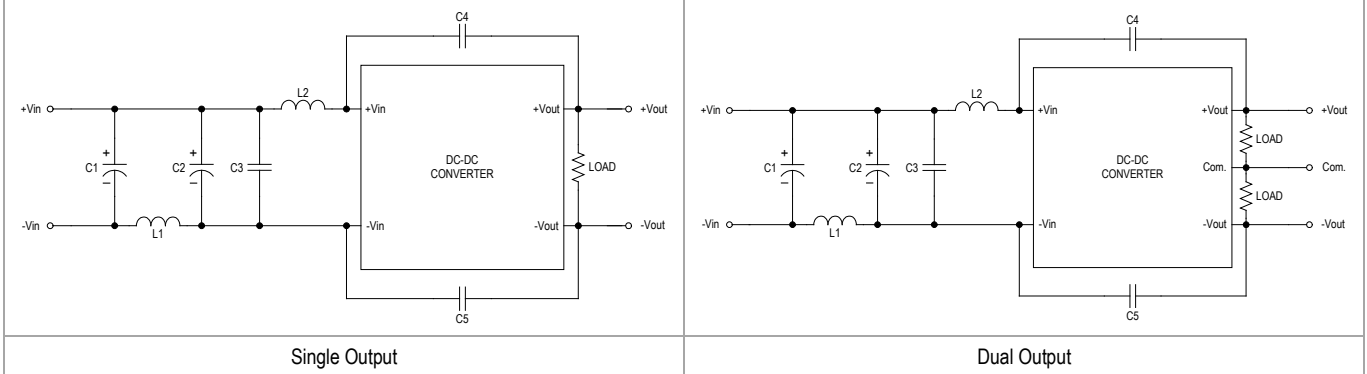 C4
L2
+Vin
+Vin
+Vout
+Vout
C1
+
−
C2
+
−
C3
DC-DC
CONVERTER
LOAD
-Vin
L1
-Vin
-Vout
-Vout
C5
Single Output
C4
L2
+Vin
+Vin
+Vout
+Vout
LOAD
C1
+
−
C2
+
−
C3
DC-DC
CONVERTER
Com.
Com.
LOAD
-Vin
L1
-Vin
-Vout
-Vout
C5
Dual Output